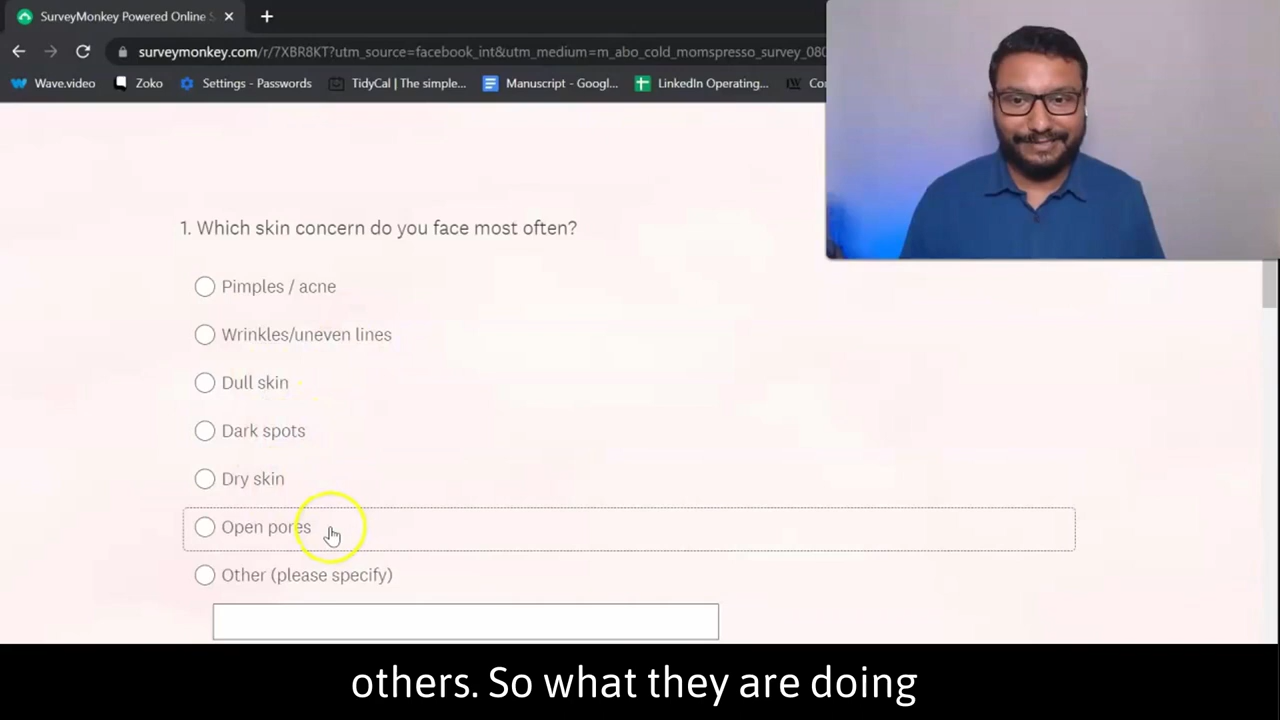 SurveyMonkey Powered Online S
surveymonkey.com/r/7XBR8KT?utm_source=facebook_int&utm_medium=m_abo_cold_momspresso_survey_080
Wave.video Zoko Settings - Passwords TidyCal | The simple... Manuscript - Googl... LinkedIn Operating... Co
1. Which skin concern do you face most often?
Pimples / acne
Wrinkles/uneven lines
Dull skin
Dark spots
Dry skin
Open pores
Other (please specify)
others. So what they are doing